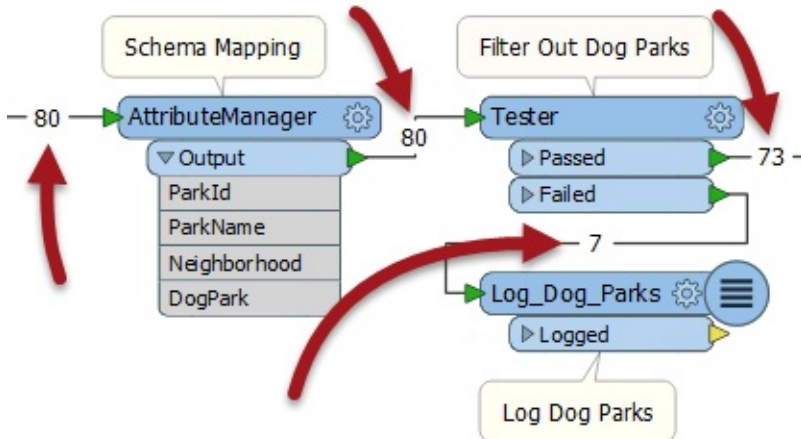 Schema Mapping
Filter Out Dog Parks
80
AttributeManager
80
Tester
Output
Passed
73
ParkId
Failed
ParkName
7
Neighborhood
DogPark
Log_Dog_Parks
Logged
Log Dog Parks